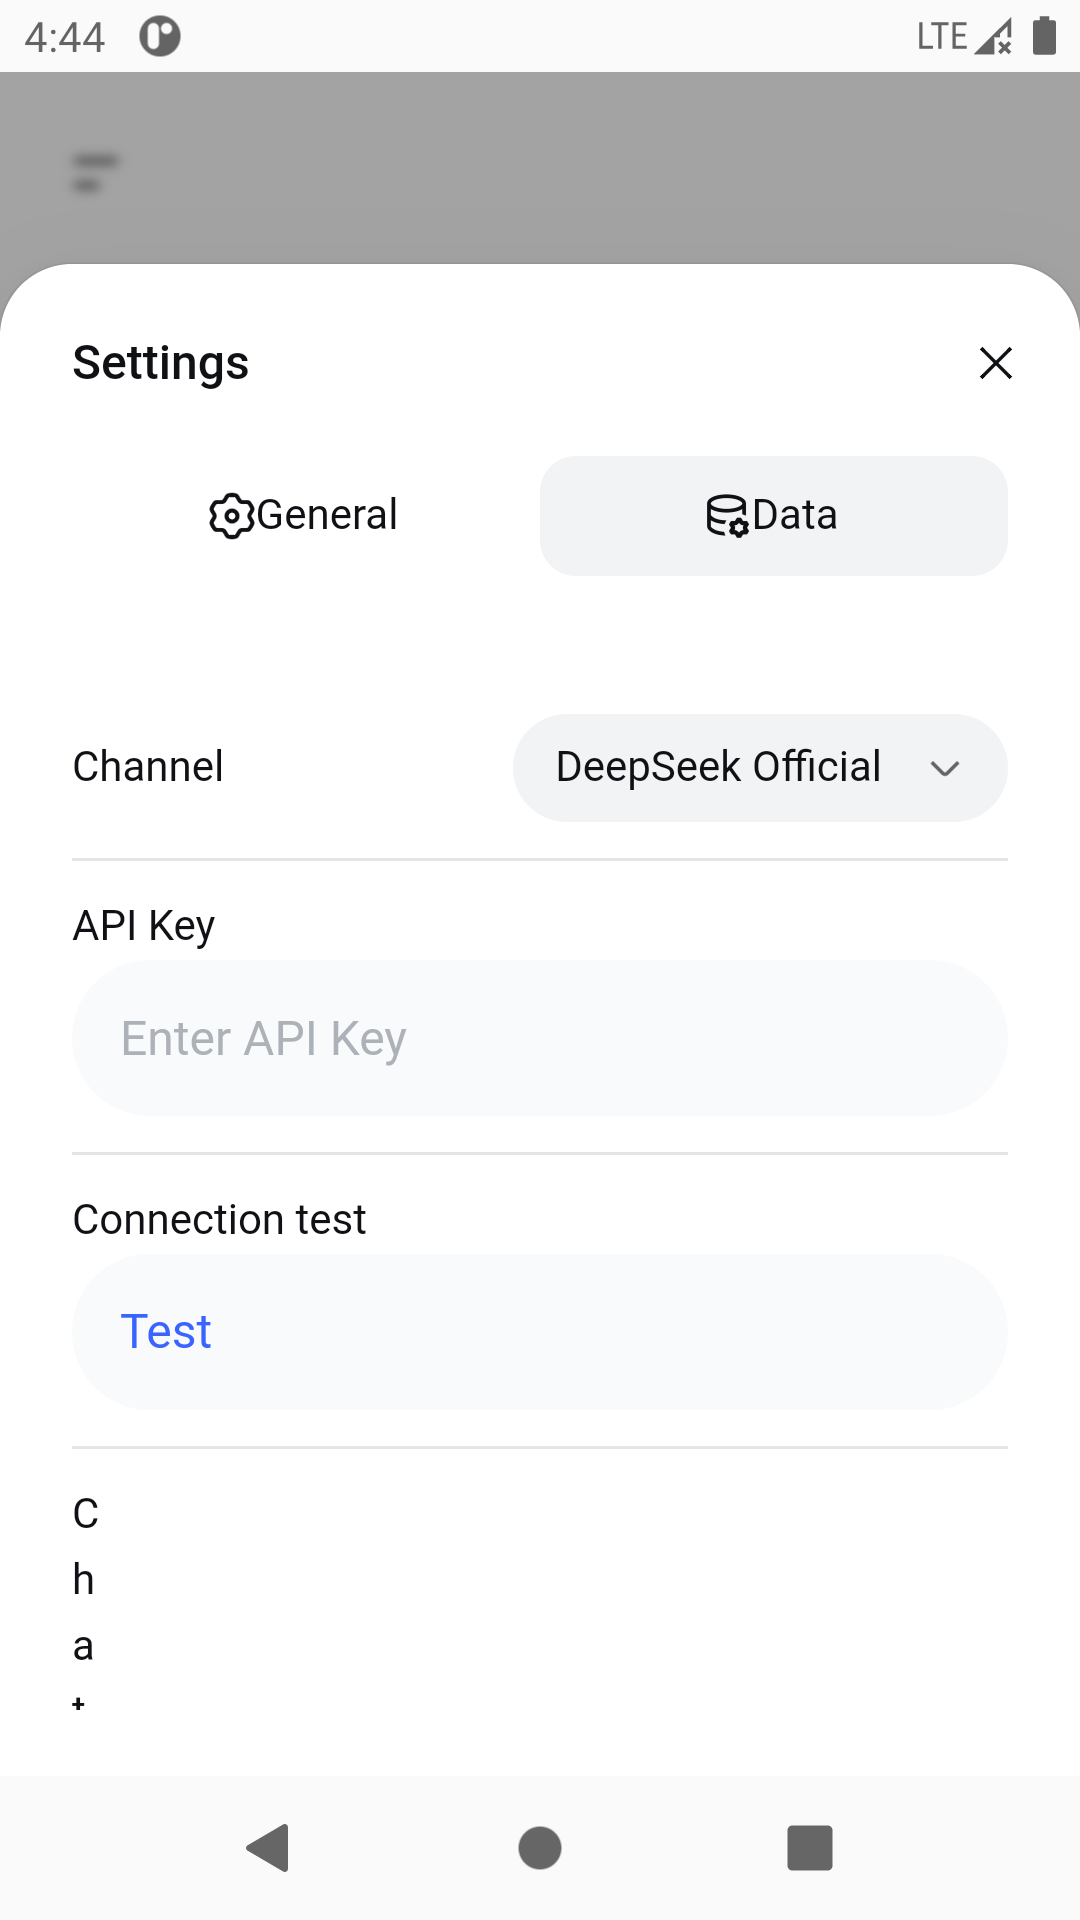 4:44
LTE
Settings
General
Data
Channel
DeepSeek Official
API Key
Enter API Key
Connection test
Test
C
h
a